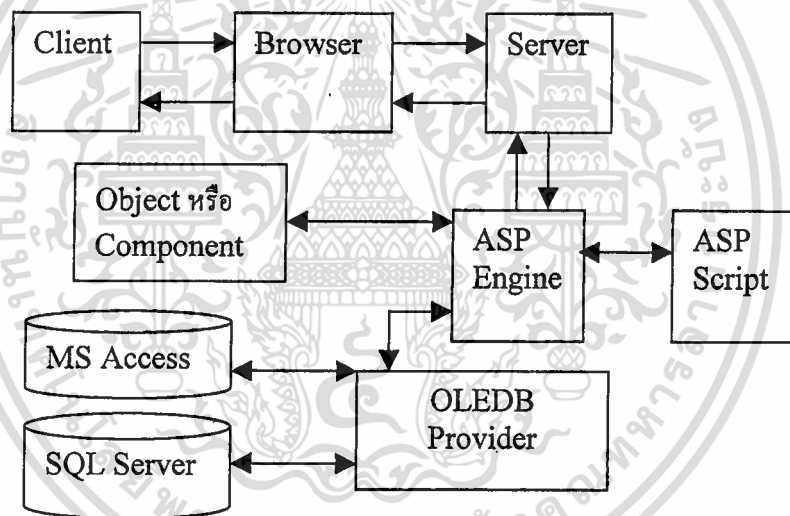 Client
Browser
Server
Object หรือ
Component
ASP
Engine
ASP
Script
MS Access
OLEDB
Provider
SQL Server